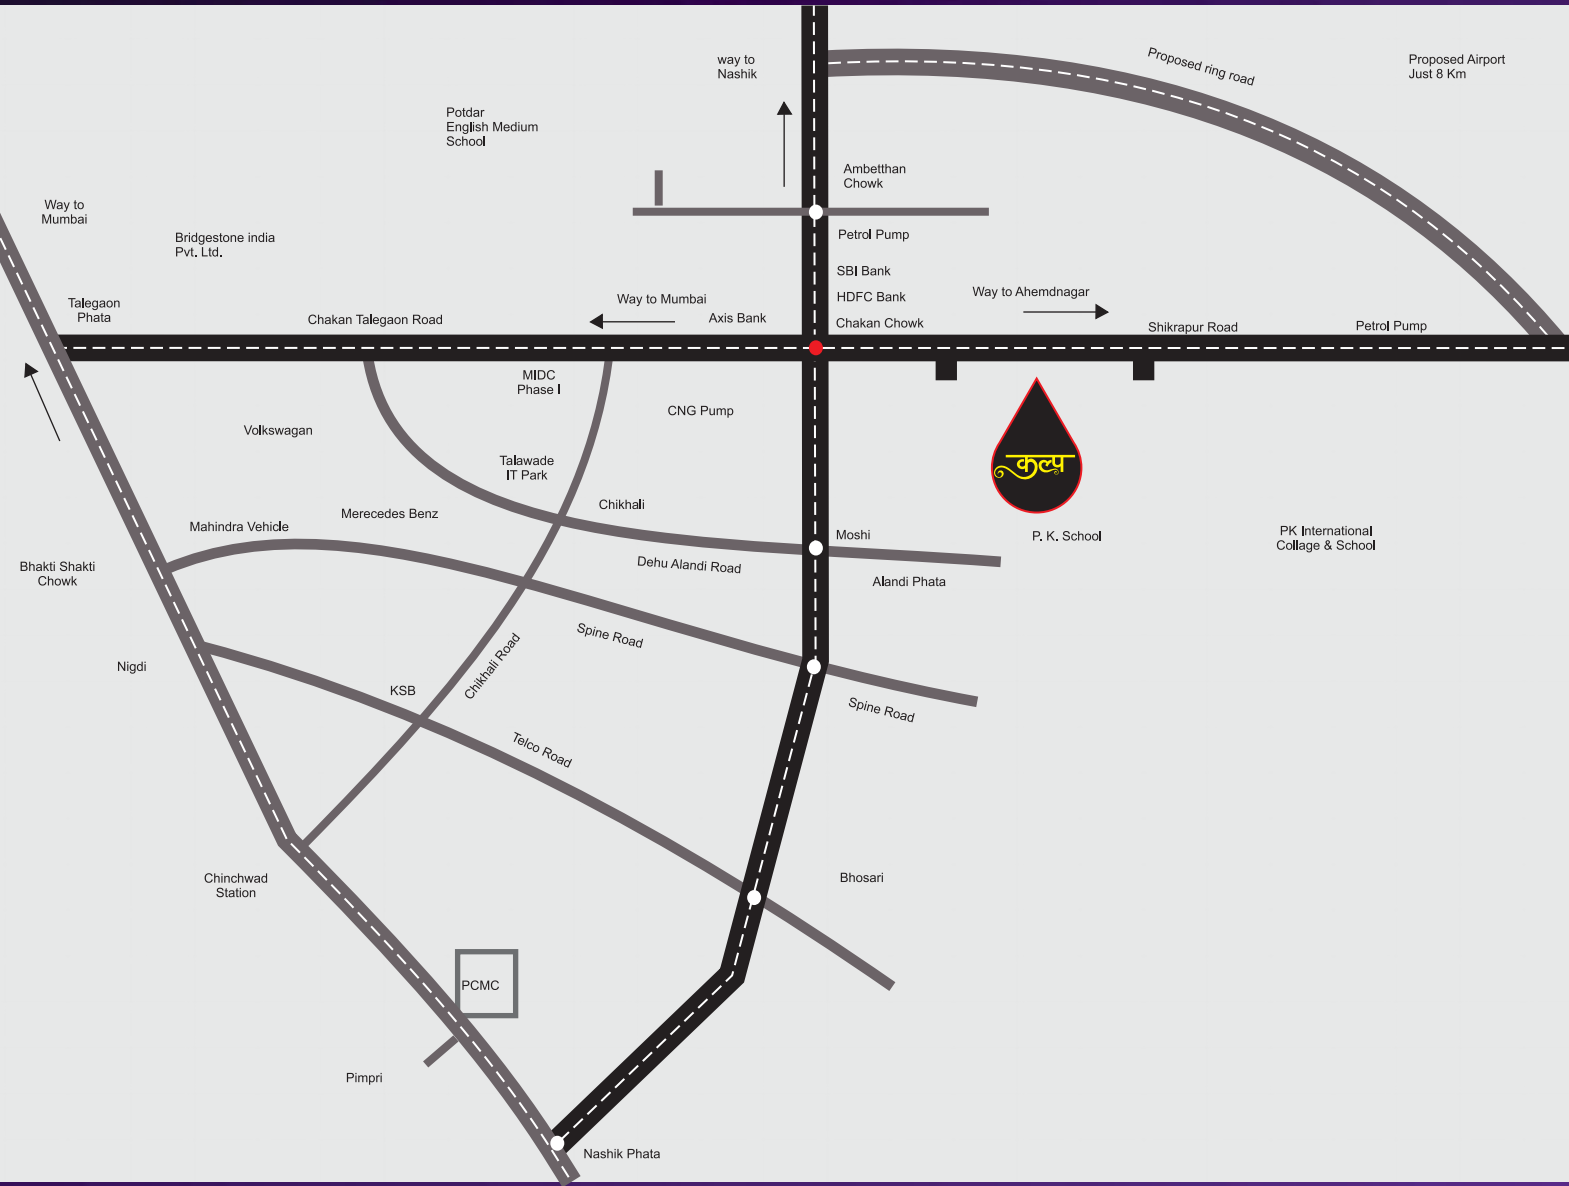 way to
Nashik
Proposed ring road
Proposed Airport
Just 8 Km
Potdar
English Medium
School
Ambetthan
Chowk
Way to
Mumbai
Bridgestone india
Pvt. Ltd.
Petrol Pump
SBI Bank
HDFC Bank
Chakan Chowk
Way to Ahemdnagar
Talegaon
Phata
Chakan Talegaon Road
Way to Mumbai
Axis Bank
Shikrapur Road
Petrol Pump
MIDC
Phase I
CNG Pump
Volkswagan
Talawade
IT Park
कल्प
Chikhali
Merecedes Benz
Mahindra Vehicle
Moshi
P. K. School
PK International
Collage & School
Bhakti Shakti
Chowk
Dehu Alandi Road
Alandi Phata
Spine Road
Chikhali Road
Nigdi
KSB
Spine Road
Telco Road
Chinchwad
Station
Bhosari
PCMC
Pimpri
Nashik Phata